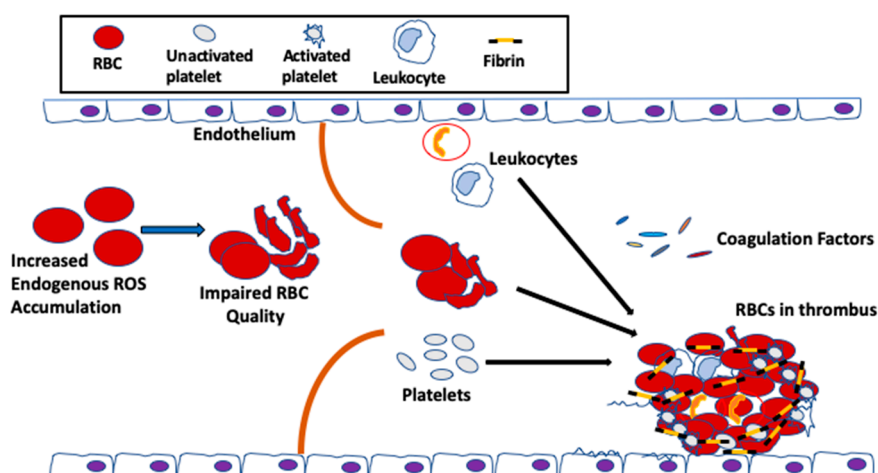 RBC
Unactivated
platelet
Activated
platelet
Leukocyte
Fibrin
Endothelium
Leukocytes
Coagulation Factors
Increased
Endogenous ROS
Accumulation
Impaired RBC
Quality
RBCs in thrombus
Platelets